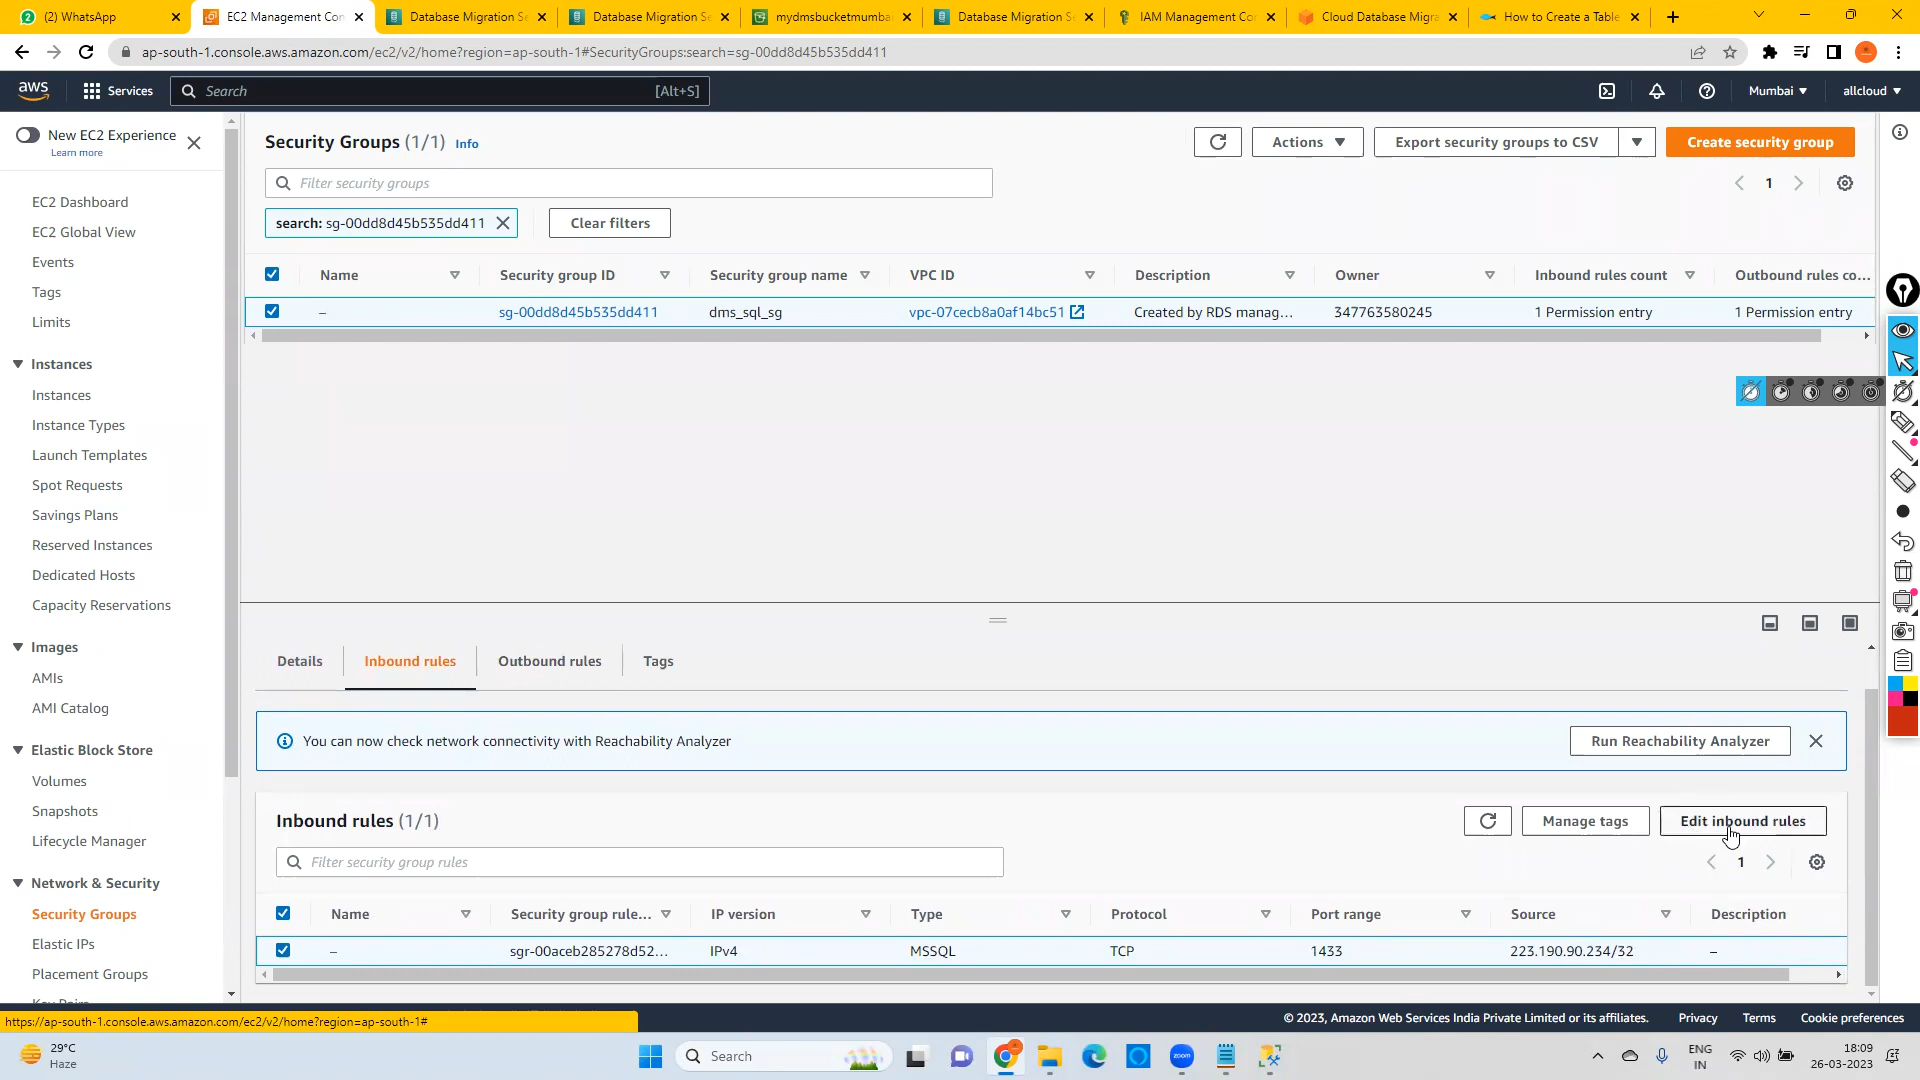 (2) WhatsApp
EC2 Management Con
Database Migration Se
Database Migration Se
mydmsbucketmumba
Database Migration Se
IAM Management Con
Cloud Database Migra
How to Create a Table
ap-south-1.console.aws.amazon.com/ec2/v2/home?region=ap-south-1#SecurityGroups:search=sg-00dd8d45b535dd411
aws
Services
Search
[Alt+S]
Mumbai
allcloud
New EC2 Experience
Learn more
EC2 Dashboard
EC2 Global View
Events
Tags
Limits
Instances
Instances
Instance Types
Launch Templates
Spot Requests
Savings Plans
Reserved Instances
Dedicated Hosts
Capacity Reservations
Images
AMIs
AMI Catalog
Elastic Block Store
Volumes
Snapshots
Lifecycle Manager
Network & Security
Security Groups
Elastic IPs
Placement Groups
Key Pairs
Security Groups (1/1) Info
Actions
Export security groups to CSV
Create security group
Filter security groups
1
search: sg-00dd8d45b535dd411
Clear filters
Name Security group ID Security group name VPC ID Description Owner Inbound rules count Outbound rules co...
– sg-00dd8d45b535dd411 dms_sql_sg vpc-07cecb8a0af14bc51 Created by RDS manag... 347763580245 1 Permission entry 1 Permission entry
Details Inbound rules Outbound rules Tags
You can now check network connectivity with Reachability Analyzer
Run Reachability Analyzer
Inbound rules (1/1)
Manage tags
Edit inbound rules
Filter security group rules
1
Name Security group rule... IP version Type Protocol Port range Source Description
– sgr-00aceb285278d52... IPv4 MSSQL TCP 1433 223.190.90.234/32 –
https://ap-south-1.console.aws.amazon.com/ec2/v2/home?region=ap-south-1#
© 2023, Amazon Web Services India Private Limited or its affiliates. Privacy Terms Cookie preferences
29°C
Haze
Search
zoom
ENG
IN
18:09
26-03-2023